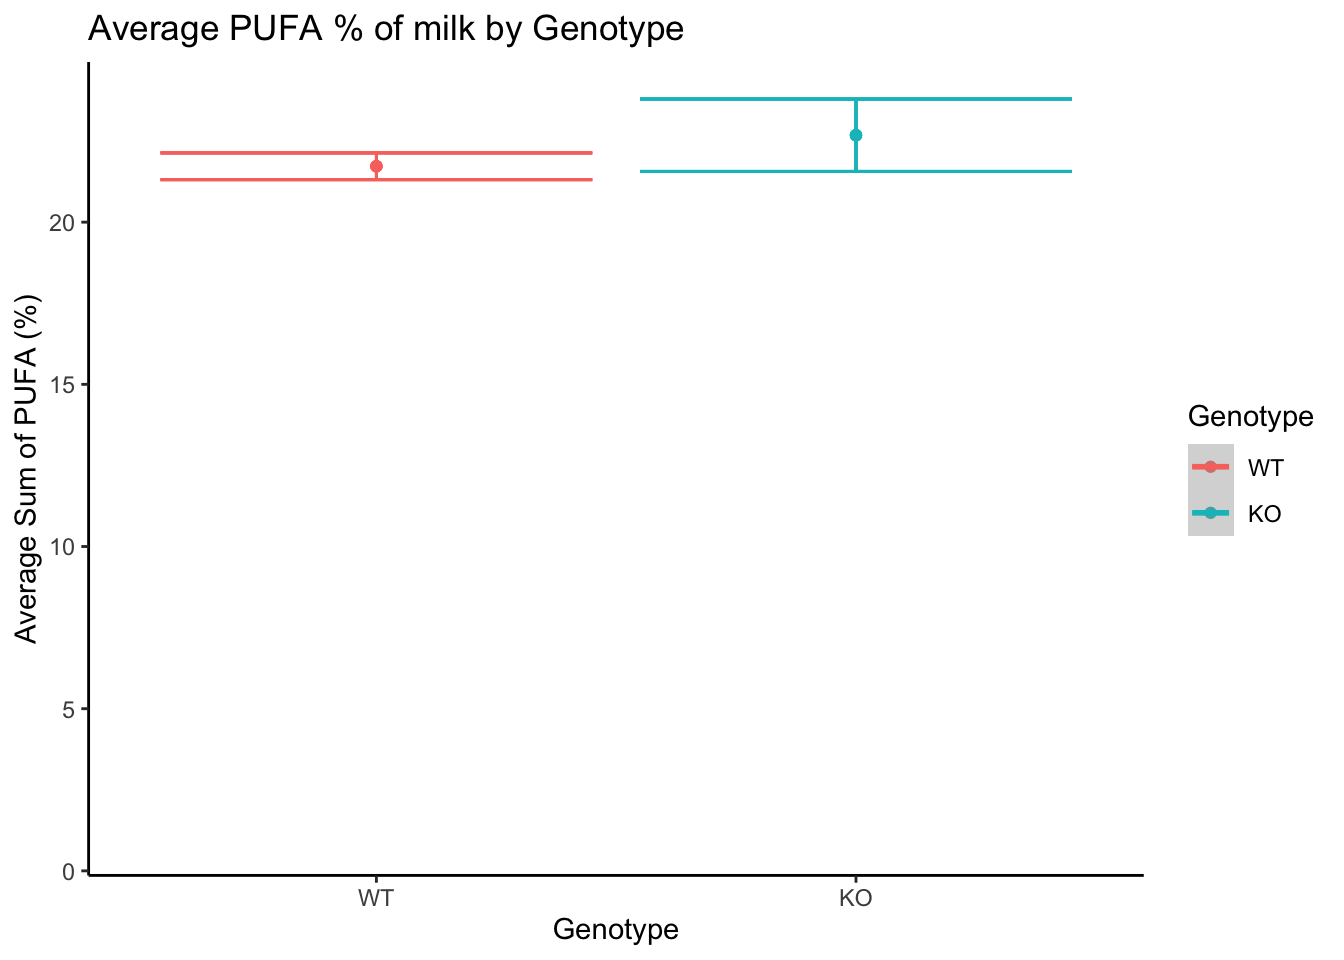 Average PUFA % of milk by Genotype
Average Sum of PUFA (%)
20
15
10
5
0
WT
KO
Genotype
Genotype
WT
KO